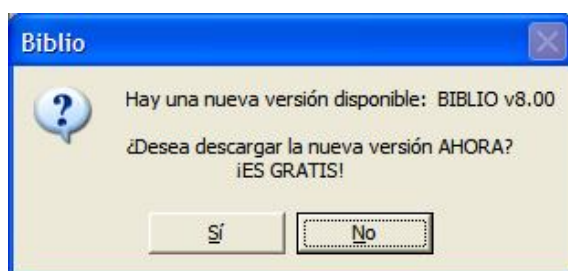 Biblio
Hay una nueva versión disponible: BIBLIO v8.00
¿Desea descargar la nueva versión AHORA?
¡ES GRATIS!
Sí
No